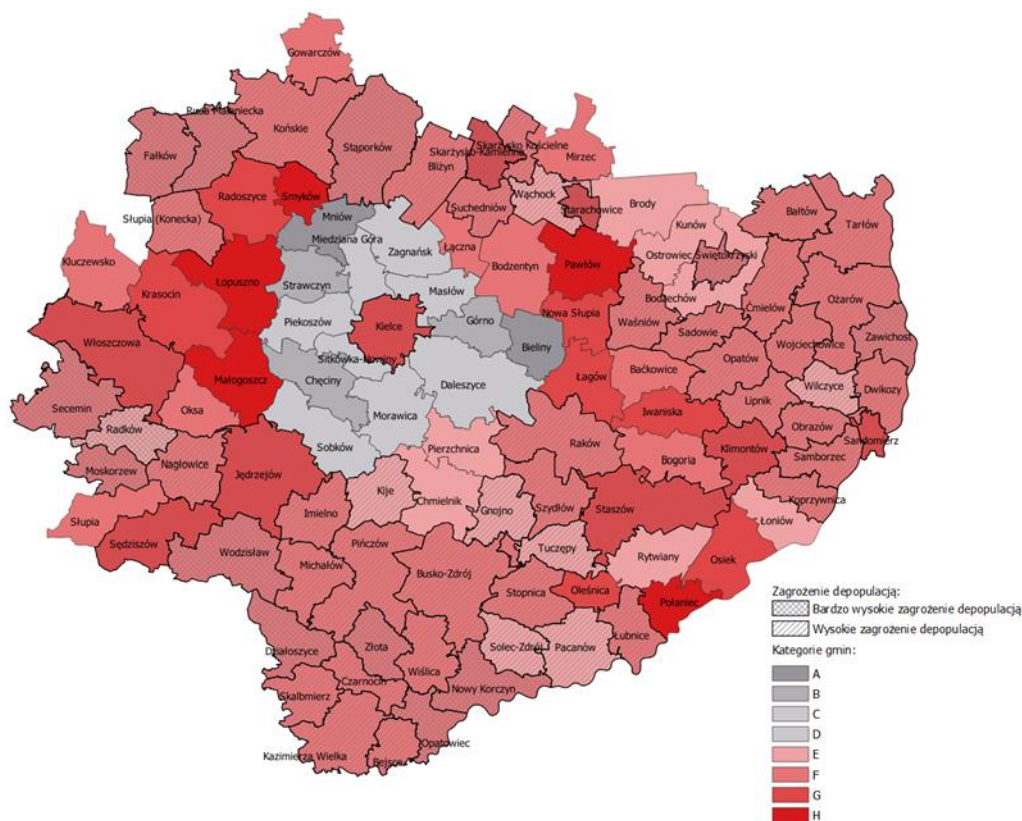 Gowarczów
Ruda Maleniecka
Końskie
Stąporków
Fałków
Skarżysko Kościelne
Skarżysko-Kamienna
Bliżyn
Mirzec
Radoszyce
Smyków
Wąchock
Brody
Słupia (Konecka)
Mniów
Suchedniów
Starachowice
Kunów
Bałtów
Tarłów
Miedziana Góra
Zagnańsk
Łączna
Bodzentyn
Pawłów
Ostrowiec Świętokrzyski
Kluczewsko
Łopuszno
Strawczyn
Masłów
Krasocin
Bodzechów
Ćmielów
Ożarów
Piekoszów
Kielce
Górno
Nowa Słupia
Waśniów
Sadowie
Wojciechowice
Zawichost
Włoszczowa
Bieliny
Sitkówka-Nowiny
Opatów
Małogoszcz
Chęciny
Daleszyce
Łagów
Baćkowice
Lipnik
Wilczyce
Dwikozy
Secemin
Oksa
Morawica
Iwaniska
Radków
Obrazów
Sobków
Pierzchnica
Raków
Klimontów
Sandomierz
Moskorzew
Nagłowice
Bogoria
Samborzec
Jędrzejów
Kije
Chmielnik
Gnojno
Szydłów
Staszów
Koprzywnica
Słupia
Imielno
Łoniów
Sędziszów
Wodzisław
Pińczów
Tuczępy
Rytwiany
Osiek
Michałów
Busko-Zdrój
Stopnica
Oleśnica
Połaniec
Działoszyce
Złota
Solec-Zdrój
Pacanów
Łubnice
Wiślica
Czarnocin
Nowy Korczyn
Skalbmierz
Opatowiec
Kazimierza Wielka
Bejsce
Zagrożenie depopulacją:
Bardzo wysokie zagrożenie depopulacją
Wysokie zagrożenie depopulacją
Kategorie gmin:
A
B
C
D
E
F
G
H